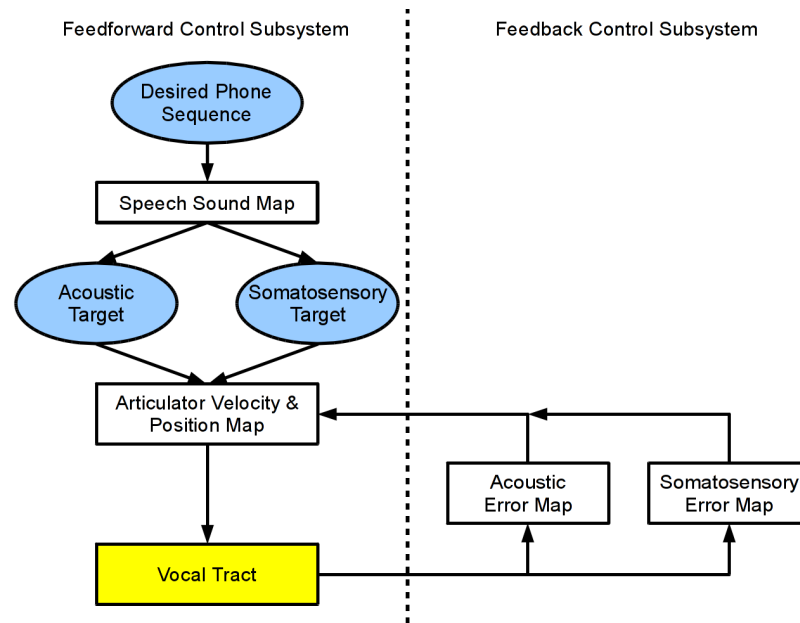 Feedforward Control Subsystem
Feedback Control Subsystem
Desired Phone
Sequence
Speech Sound Map
Acoustic
Target
Somatosensory
Target
Articulator Velocity &
Position Map
Acoustic
Error Map
Somatosensory
Error Map
Vocal Tract